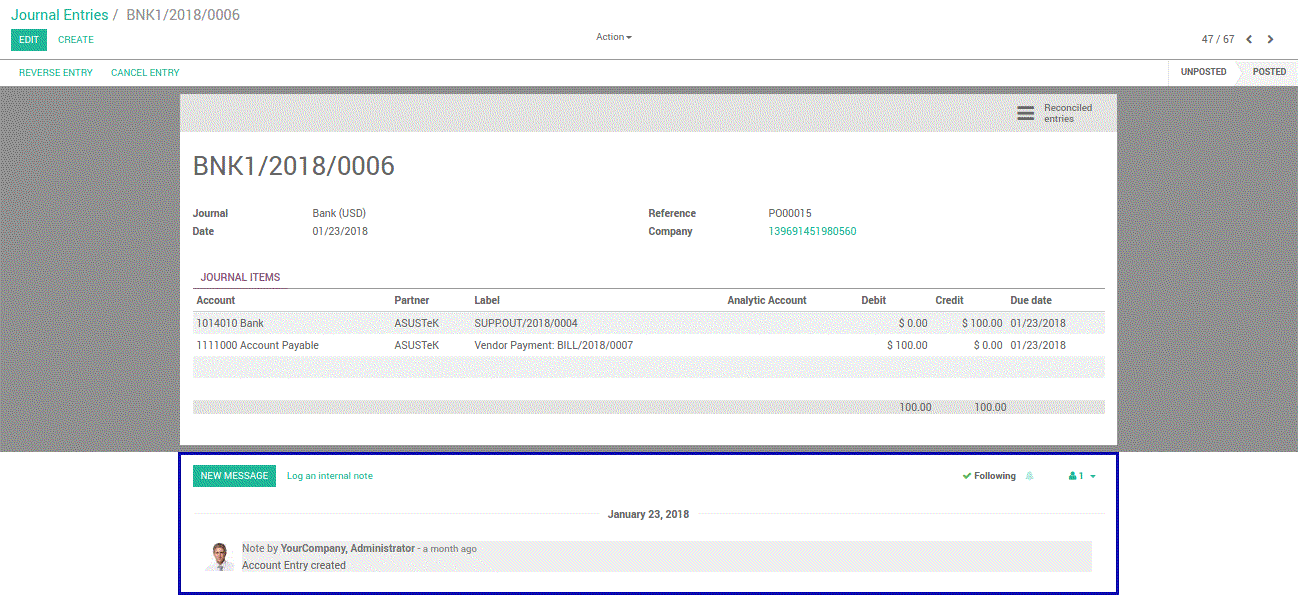 Journal Entries / BNK1/2018/0006
EDIT CREATE Action 47 / 67
REVERSE ENTRY CANCEL ENTRY UNPOSTED POSTED
Reconciled
entries
BNK1/2018/0006
Journal Bank (USD) Reference PO00015
Date 01/23/2018 Company 139691451980560
JOURNAL ITEMS
Account Partner Label Analytic Account Debit Credit Due date
1014010 Bank ASUSTeK SUPP.OUT/2018/0004 $ 0.00 $ 100.00 01/23/2018
1111000 Account Payable ASUSTeK Vendor Payment: BILL/2018/0007 $ 100.00 $ 0.00 01/23/2018
100.00 100.00
NEW MESSAGE Log an internal note Following 1
January 23, 2018
Note by YourCompany, Administrator - a month ago
Account Entry created